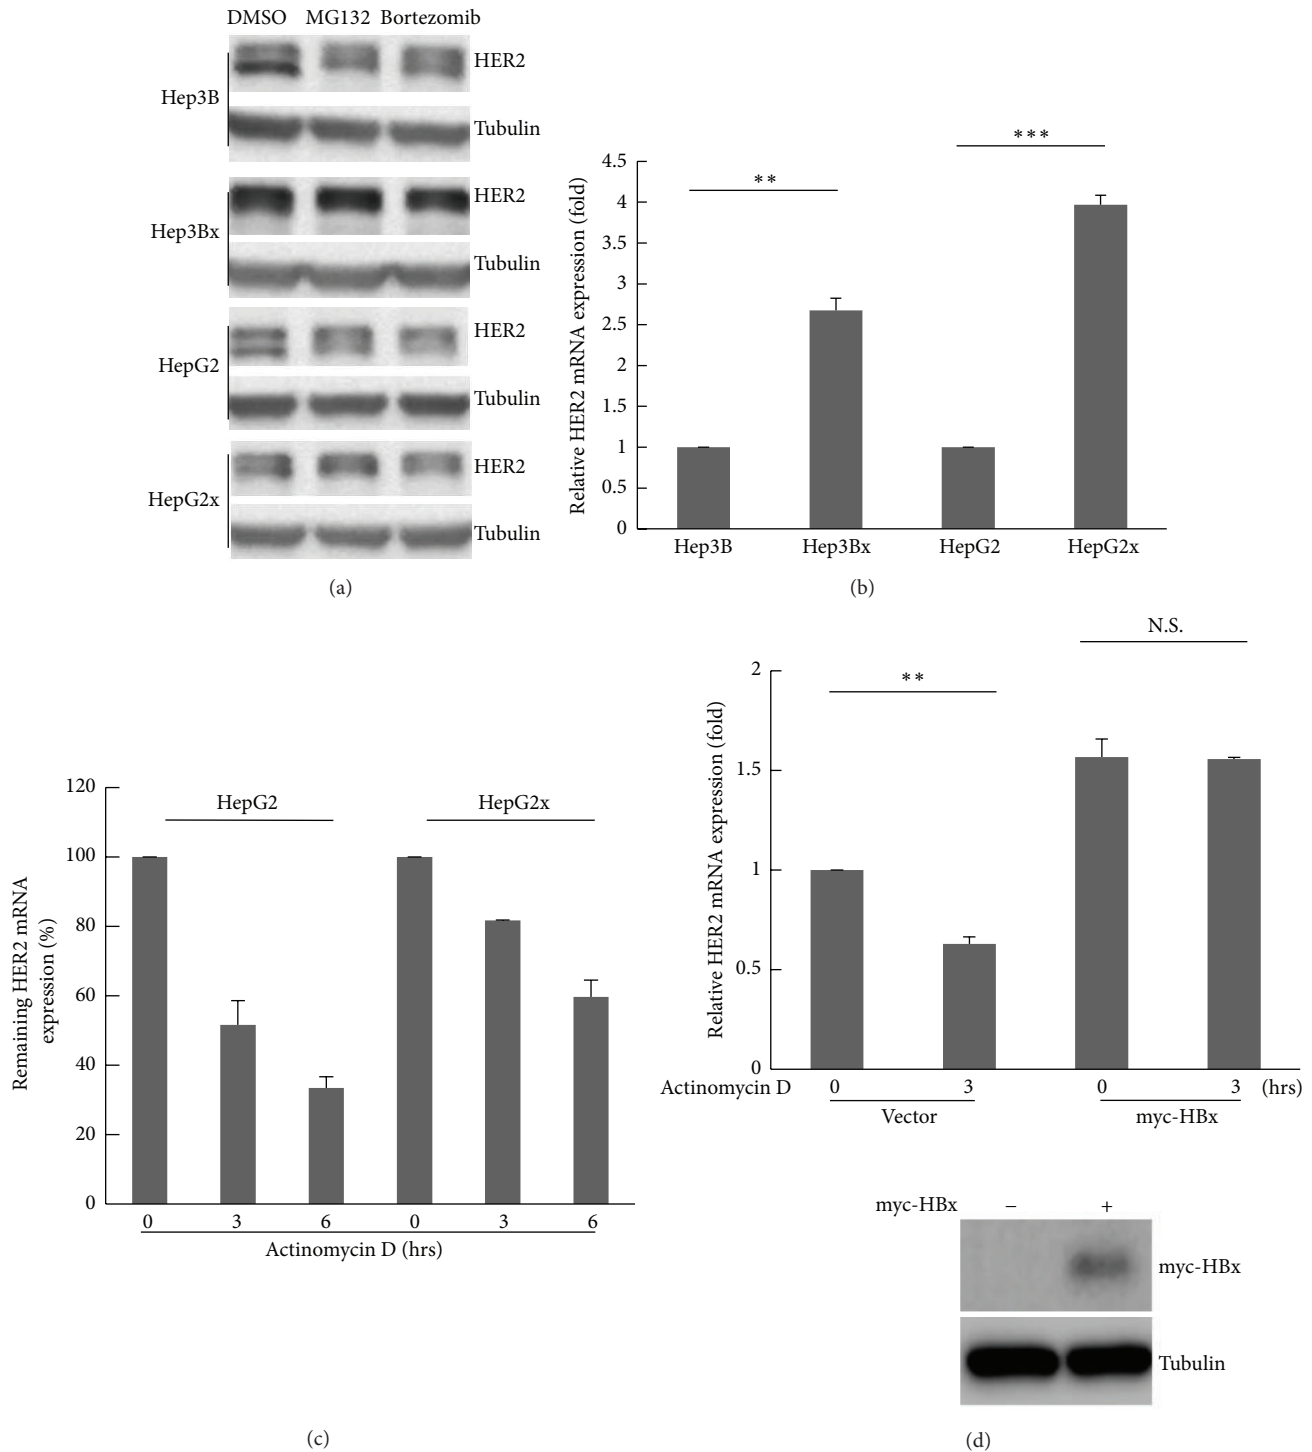 DMSO MG132 Bortezomib
HER2
Hep3B
Tubulin
HER2
Hep3Bx
Tubulin
HER2
HepG2
Tubulin
HER2
HepG2x
Tubulin
(a)
Relative HER2 mRNA expression (fold)
4.5
4
3.5
3
2.5
2
1.5
1
0.5
0
**
***
Hep3B Hep3Bx HepG2 HepG2x
(b)
Remaining HER2 mRNA
expression (%)
120
100
80
60
40
20
0
HepG2 HepG2x
0 3 6 0 3 6
Actinomycin D (hrs)
(c)
Relative HER2 mRNA expression (fold)
2
1.5
1
0.5
0
**
N.S.
Actinomycin D 0 3 0 3 (hrs)
Vector myc-HBx
myc-HBx − +
myc-HBx
Tubulin
(d)